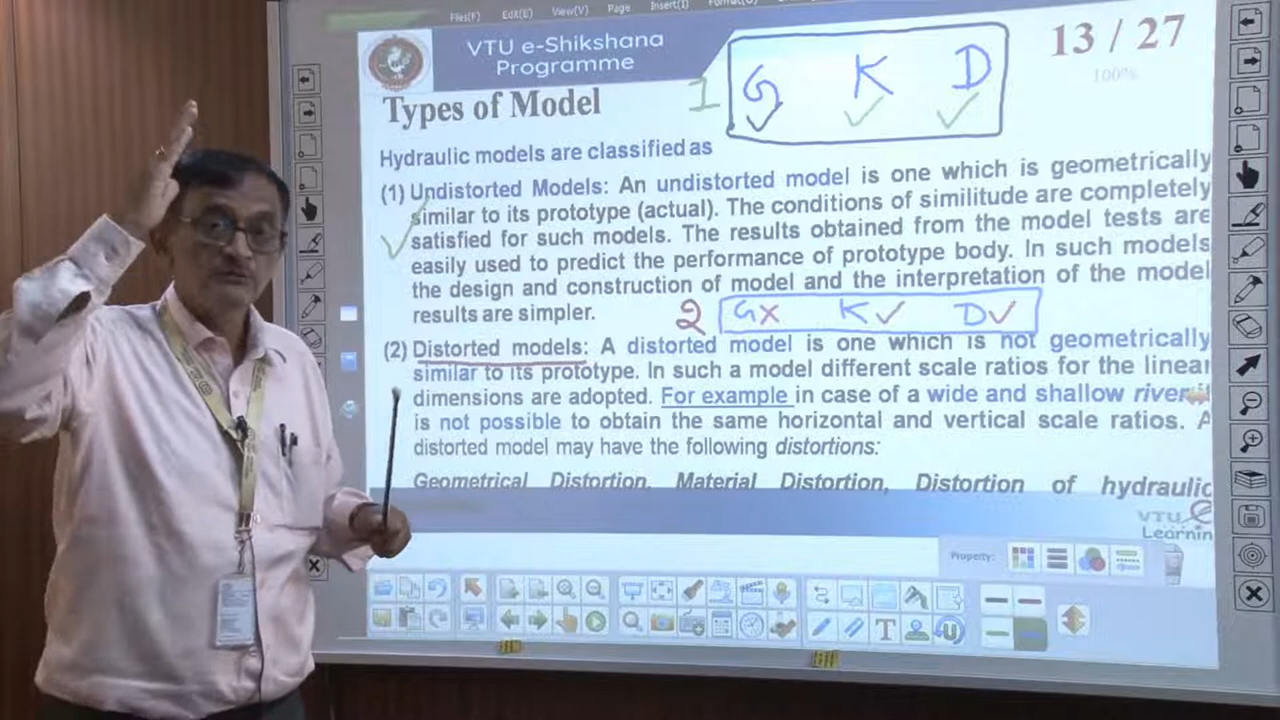 Files(F) Edit(E) View(V) Page Insert(I)
VTU e-Shikshana
Programme
13 / 27
100%
Types of Model
1 G K D
Hydraulic models are classified as
(1) Undistorted Models: An undistorted model is one which is geometrically
similar to its prototype (actual). The conditions of similitude are completely
satisfied for such models. The results obtained from the model tests are
easily used to predict the performance of prototype body. In such models
the design and construction of model and the interpretation of the model
results are simpler.
2 G× K✓ D✓
(2) Distorted models: A distorted model is one which is not geometrically
similar to its prototype. In such a model different scale ratios for the linear
dimensions are adopted. For example in case of a wide and shallow river it
is not possible to obtain the same horizontal and vertical scale ratios. A
distorted model may have the following distortions:
Geometrical Distortion, Material Distortion, Distortion of hydraulic
VTU e
Learnin
Property: